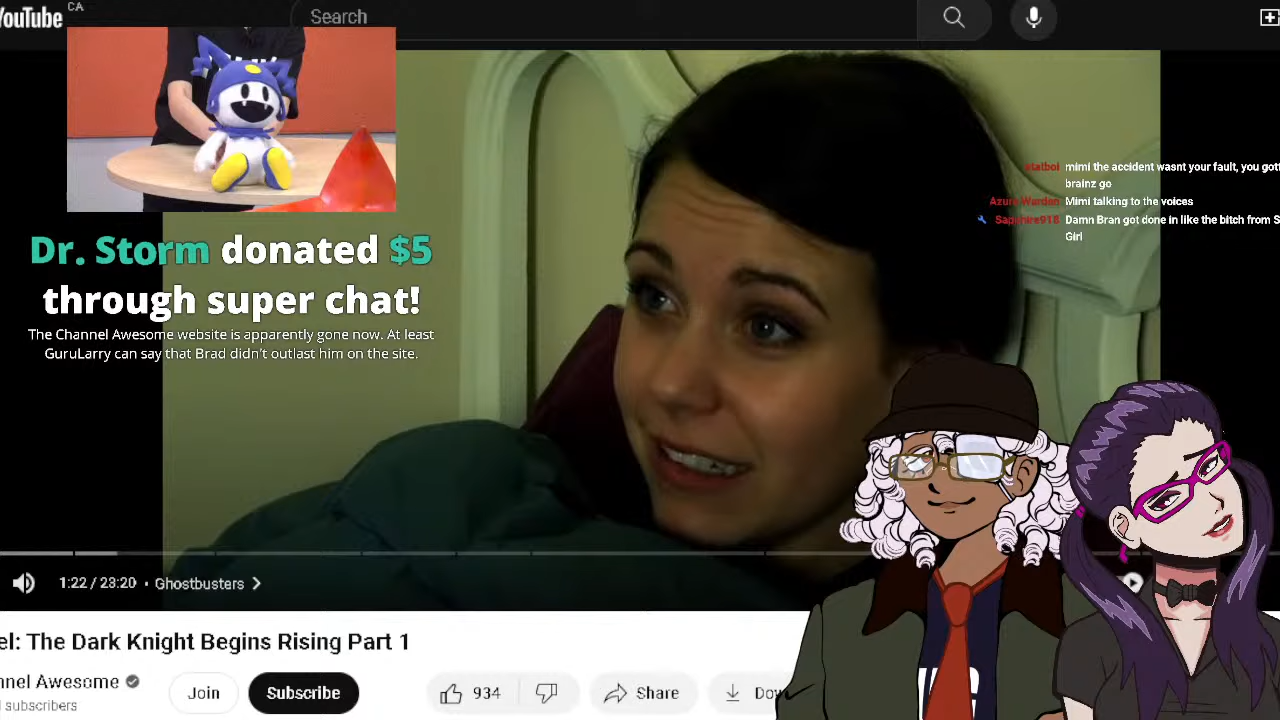 YouTube
CA
Search
mimi the accident wasnt your fault, you gott
brainz go
Azure Warden Mimi talking to the voices
Sapphire918 Damn Bran got done in like the bitch from S
Girl
Dr. Storm donated $5
through super chat!
The Channel Awesome website is apparently gone now. At least
GuruLarry can say that Brad didn't outlast him on the site.
1:22 / 23:20 · Ghostbusters
el: The Dark Knight Begins Rising Part 1
nnel Awesome
subscribers
Join
Subscribe
934
Share
Dow